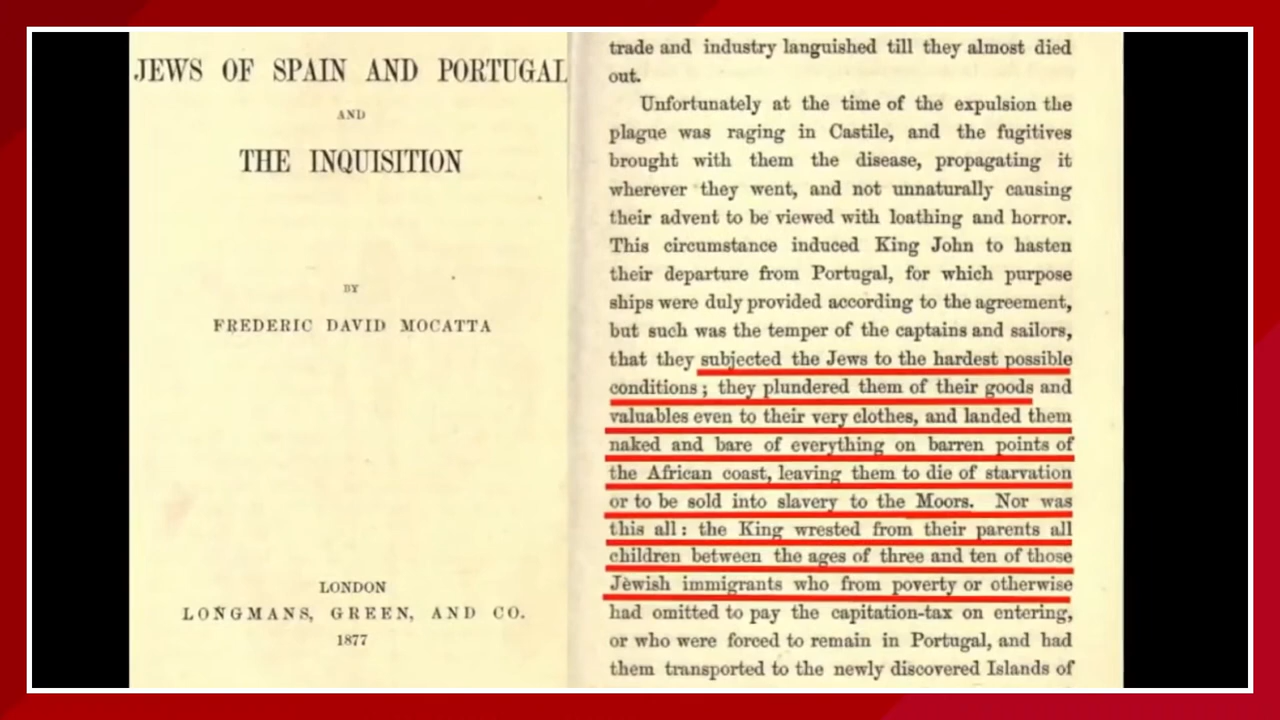 JEWS OF SPAIN AND PORTUGAL
AND
THE INQUISITION
BY
FREDERIC DAVID MOCATTA
LONDON
LONGMANS, GREEN, AND CO.
1877
trade and industry languished till they almost died
out.
Unfortunately at the time of the expulsion the
plague was raging in Castile, and the fugitives
brought with them the disease, propagating it
wherever they went, and not unnaturally causing
their advent to be viewed with loathing and horror.
This circumstance induced King John to hasten
their departure from Portugal, for which purpose
ships were duly provided according to the agreement,
but such was the temper of the captains and sailors,
that they subjected the Jews to the hardest possible
conditions; they plundered them of their goods and
valuables even to their very clothes, and landed them
naked and bare of everything on barren points of
the African coast, leaving them to die of starvation
or to be sold into slavery to the Moors. Nor was
this all: the King wrested from their parents all
children between the ages of three and ten of those
Jewish immigrants who from poverty or otherwise
had omitted to pay the capitation-tax on entering,
or who were forced to remain in Portugal, and had
them transported to the newly discovered Islands of